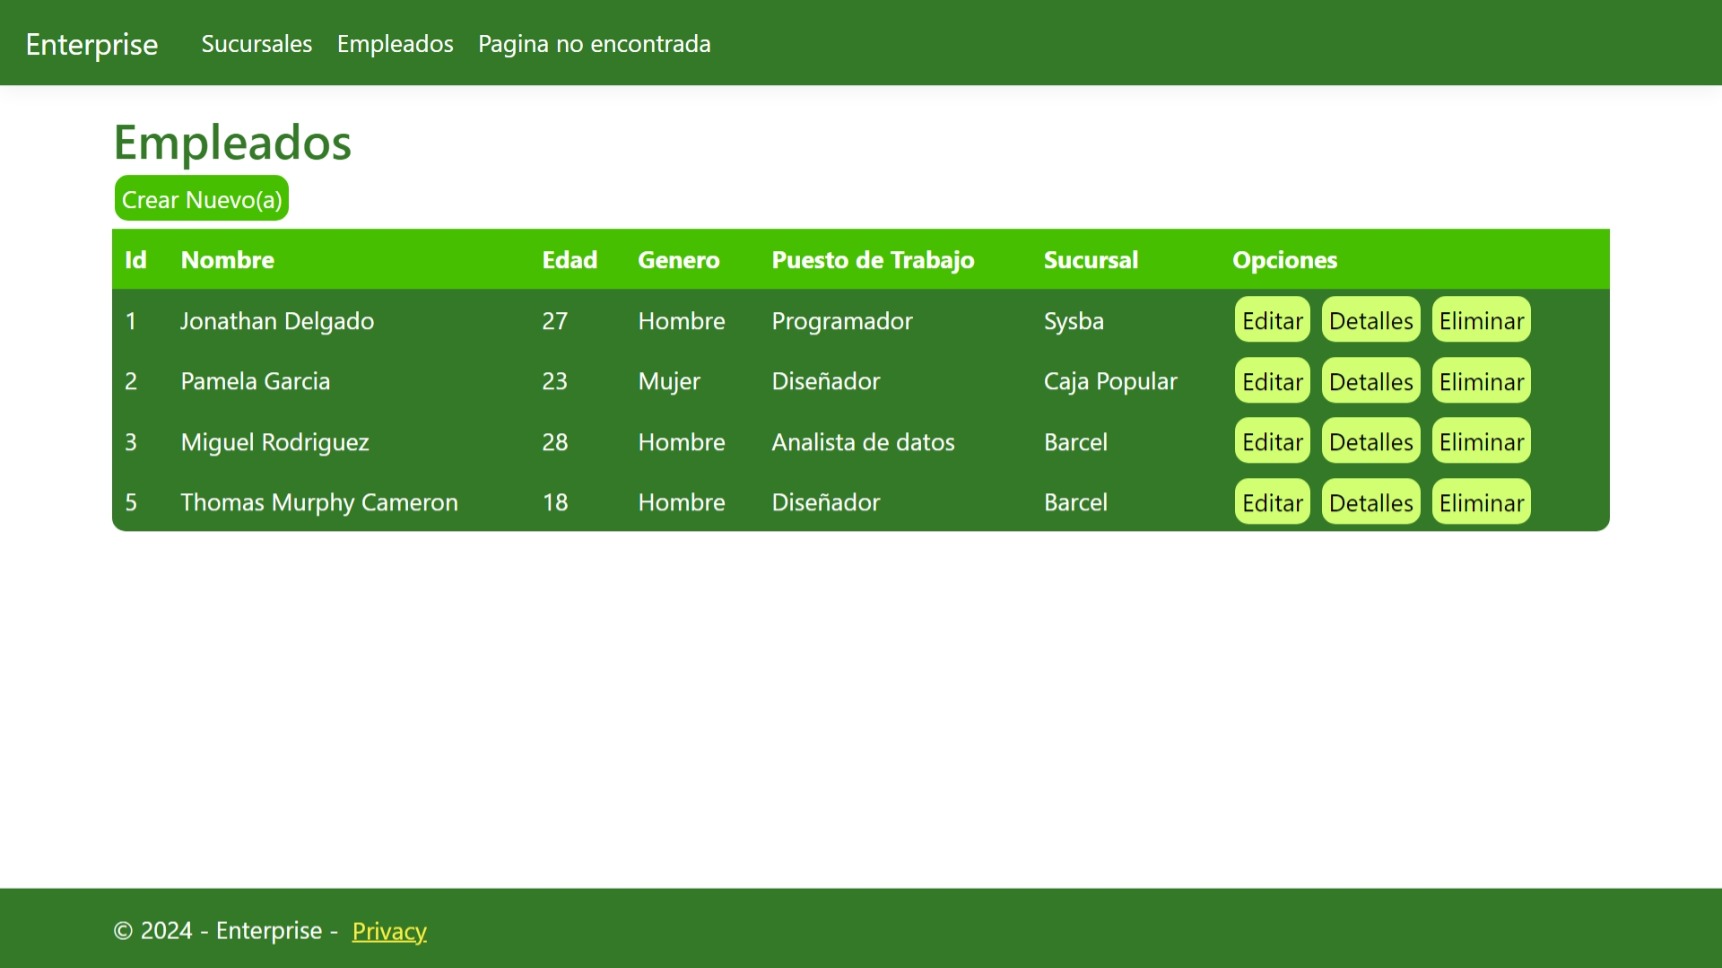 Enterprise Sucursales Empleados Pagina no encontrada
Empleados
Crear Nuevo(a)
Id Nombre Edad Genero Puesto de Trabajo Sucursal Opciones
1 Jonathan Delgado 27 Hombre Programador Sysba Editar Detalles Eliminar
2 Pamela Garcia 23 Mujer Diseñador Caja Popular Editar Detalles Eliminar
3 Miguel Rodriguez 28 Hombre Analista de datos Barcel Editar Detalles Eliminar
5 Thomas Murphy Cameron 18 Hombre Diseñador Barcel Editar Detalles Eliminar
© 2024 - Enterprise - Privacy